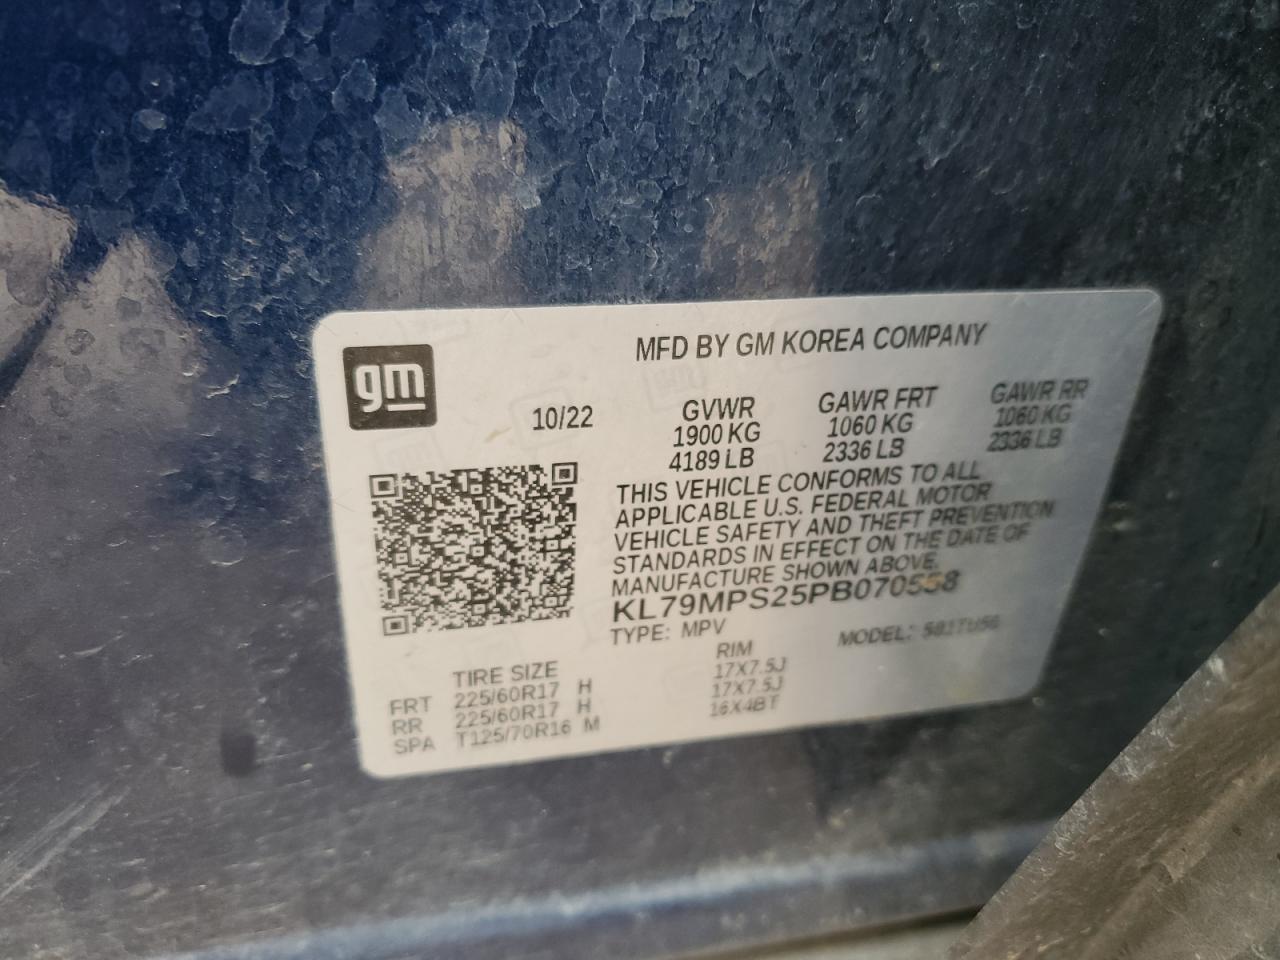 MFD BY GM KOREA COMPANY
gm
10/22
GVWR GAWR FRT GAWR RR
1900 KG 1060 KG 1060 KG
4189 LB 2336 LB 2336 LB
THIS VEHICLE CONFORMS TO ALL
APPLICABLE U.S. FEDERAL MOTOR
VEHICLE SAFETY AND THEFT PREVENTION
STANDARDS IN EFFECT ON THE DATE OF
MANUFACTURE SHOWN ABOVE.
KL79MPS25PB070558
TYPE: MPV MODEL:
TIRE SIZE RIM
FRT 225/60R17 H 17X7.5J
RR 225/60R17 H 17X7.5J
SPA T125/70R16 M 16X4BT